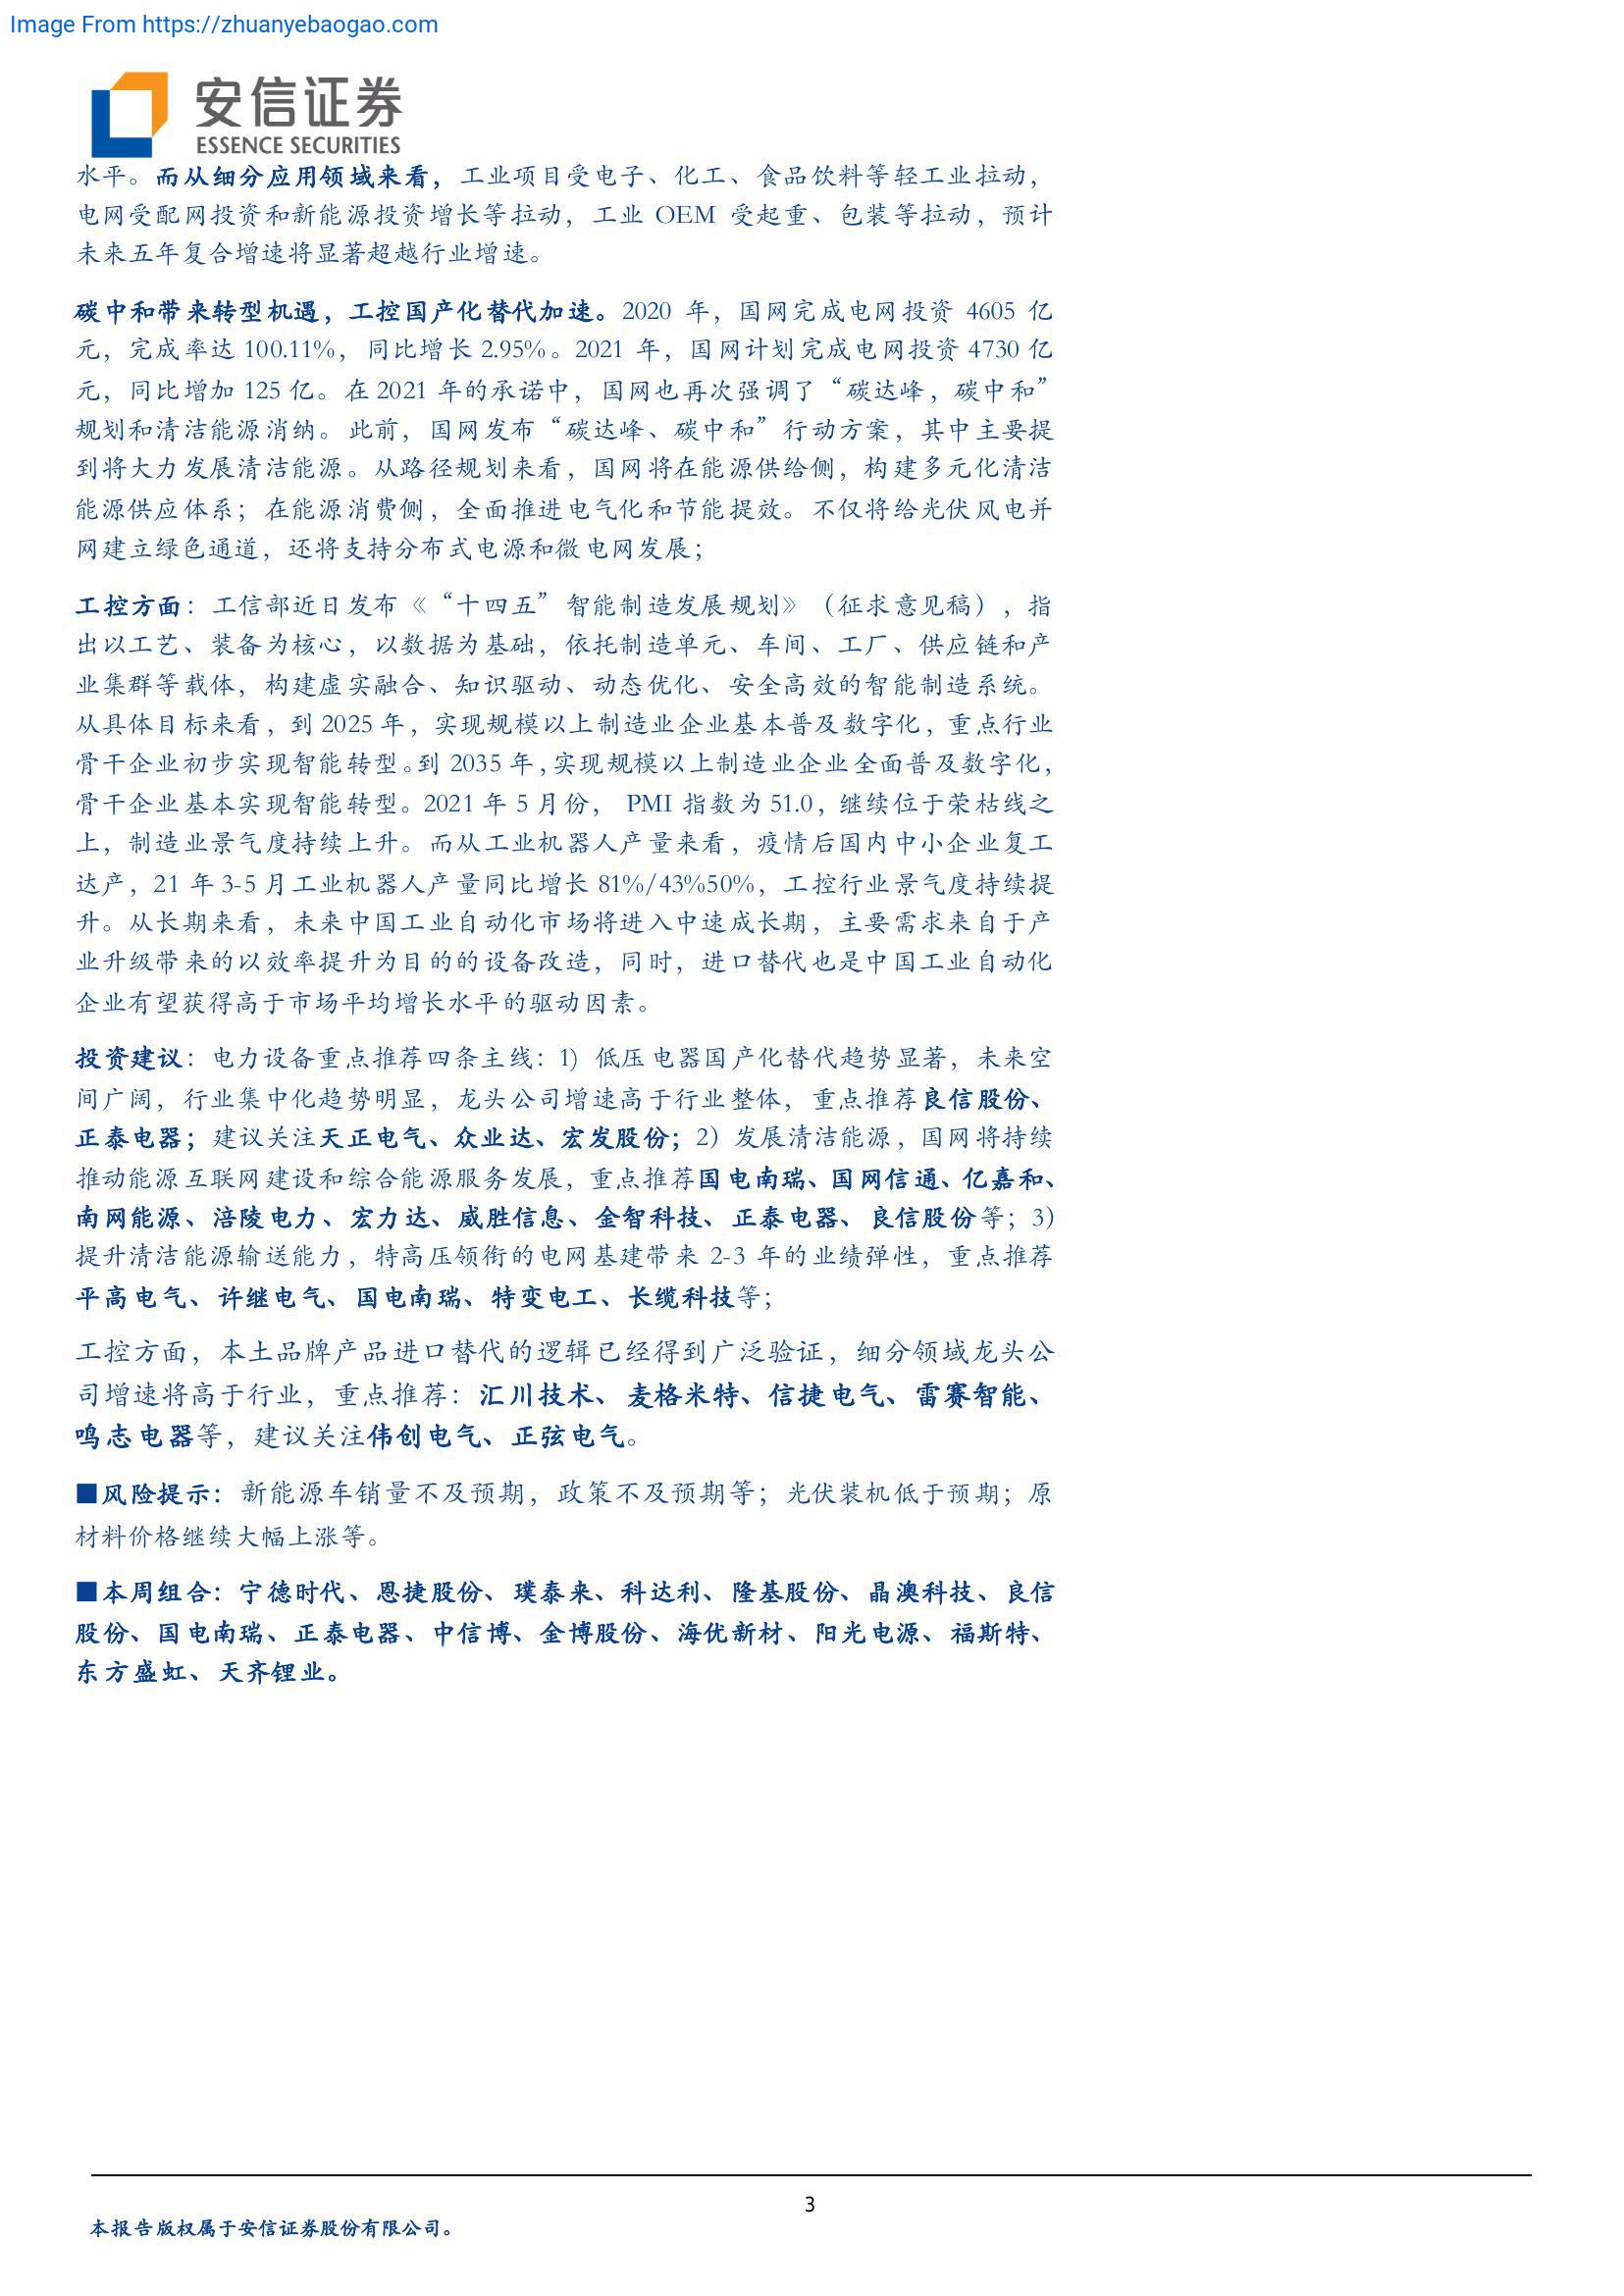 Image From https://zhuanyebaogao.com
安信证券
ESSENCE SECURITIES
水平。而从细分应用领域来看，工业项目受电子、化工、食品饮料等轻工业拉动，
电网受配网投资和新能源投资增长等拉动，工业 OEM 受起重、包装等拉动，预计
未来五年复合增速将显著超越行业增速。
碳中和带来转型机遇，工控国产化替代加速。2020 年，国网完成电网投资 4605 亿
元，完成率达 100.11%，同比增长 2.95%。2021 年，国网计划完成电网投资 4730 亿
元，同比增加 125 亿。在 2021 年的承诺中，国网也再次强调了“碳达峰，碳中和”
规划和清洁能源消纳。此前，国网发布“碳达峰、碳中和”行动方案，其中主要提
到将大力发展清洁能源。从路径规划来看，国网将在能源供给侧，构建多元化清洁
能源供应体系；在能源消费侧，全面推进电气化和节能提效。不仅将给光伏风电并
网建立绿色通道，还将支持分布式电源和微电网发展；
工控方面：工信部近日发布《“十四五”智能制造发展规划》（征求意见稿），指
出以工艺、装备为核心，以数据为基础，依托制造单元、车间、工厂、供应链和产
业集群等载体，构建虚实融合、知识驱动、动态优化、安全高效的智能制造系统。
从具体目标来看，到 2025 年，实现规模以上制造业企业基本普及数字化，重点行业
骨干企业初步实现智能转型。到 2035 年，实现规模以上制造业企业全面普及数字化，
骨干企业基本实现智能转型。2021 年 5 月份， PMI 指数为 51.0，继续位于荣枯线之
上，制造业景气度持续上升。而从工业机器人产量来看，疫情后国内中小企业复工
达产，21 年 3-5 月工业机器人产量同比增长 81%/43%50%，工控行业景气度持续提
升。从长期来看，未来中国工业自动化市场将进入中速成长期，主要需求来自于产
业升级带来的以效率提升为目的的设备改造，同时，进口替代也是中国工业自动化
企业有望获得高于市场平均增长水平的驱动因素。
投资建议：电力设备重点推荐四条主线：1）低压电器国产化替代趋势显著，未来空
间广阔，行业集中化趋势明显，龙头公司增速高于行业整体，重点推荐良信股份、
正泰电器；建议关注天正电气、众业达、宏发股份；2）发展清洁能源，国网将持续
推动能源互联网建设和综合能源服务发展，重点推荐国电南瑞、国网信通、亿嘉和、
南网能源、涪陵电力、宏力达、威胜信息、金智科技、正泰电器、良信股份等；3）
提升清洁能源输送能力，特高压领衔的电网基建带来 2-3 年的业绩弹性，重点推荐
平高电气、许继电气、国电南瑞、特变电工、长缆科技等；
工控方面，本土品牌产品进口替代的逻辑已经得到广泛验证，细分领域龙头公
司增速将高于行业，重点推荐：汇川技术、麦格米特、信捷电气、雷赛智能、
鸣志电器等，建议关注伟创电气、正弦电气。
■风险提示：新能源车销量不及预期，政策不及预期等；光伏装机低于预期；原
材料价格继续大幅上涨等。
■本周组合：宁德时代、恩捷股份、璞泰来、科达利、隆基股份、晶澳科技、良信
股份、国电南瑞、正泰电器、中信博、金博股份、海优新材、阳光电源、福斯特、
东方盛虹、天齐锂业。
3
本报告版权属于安信证券股份有限公司。